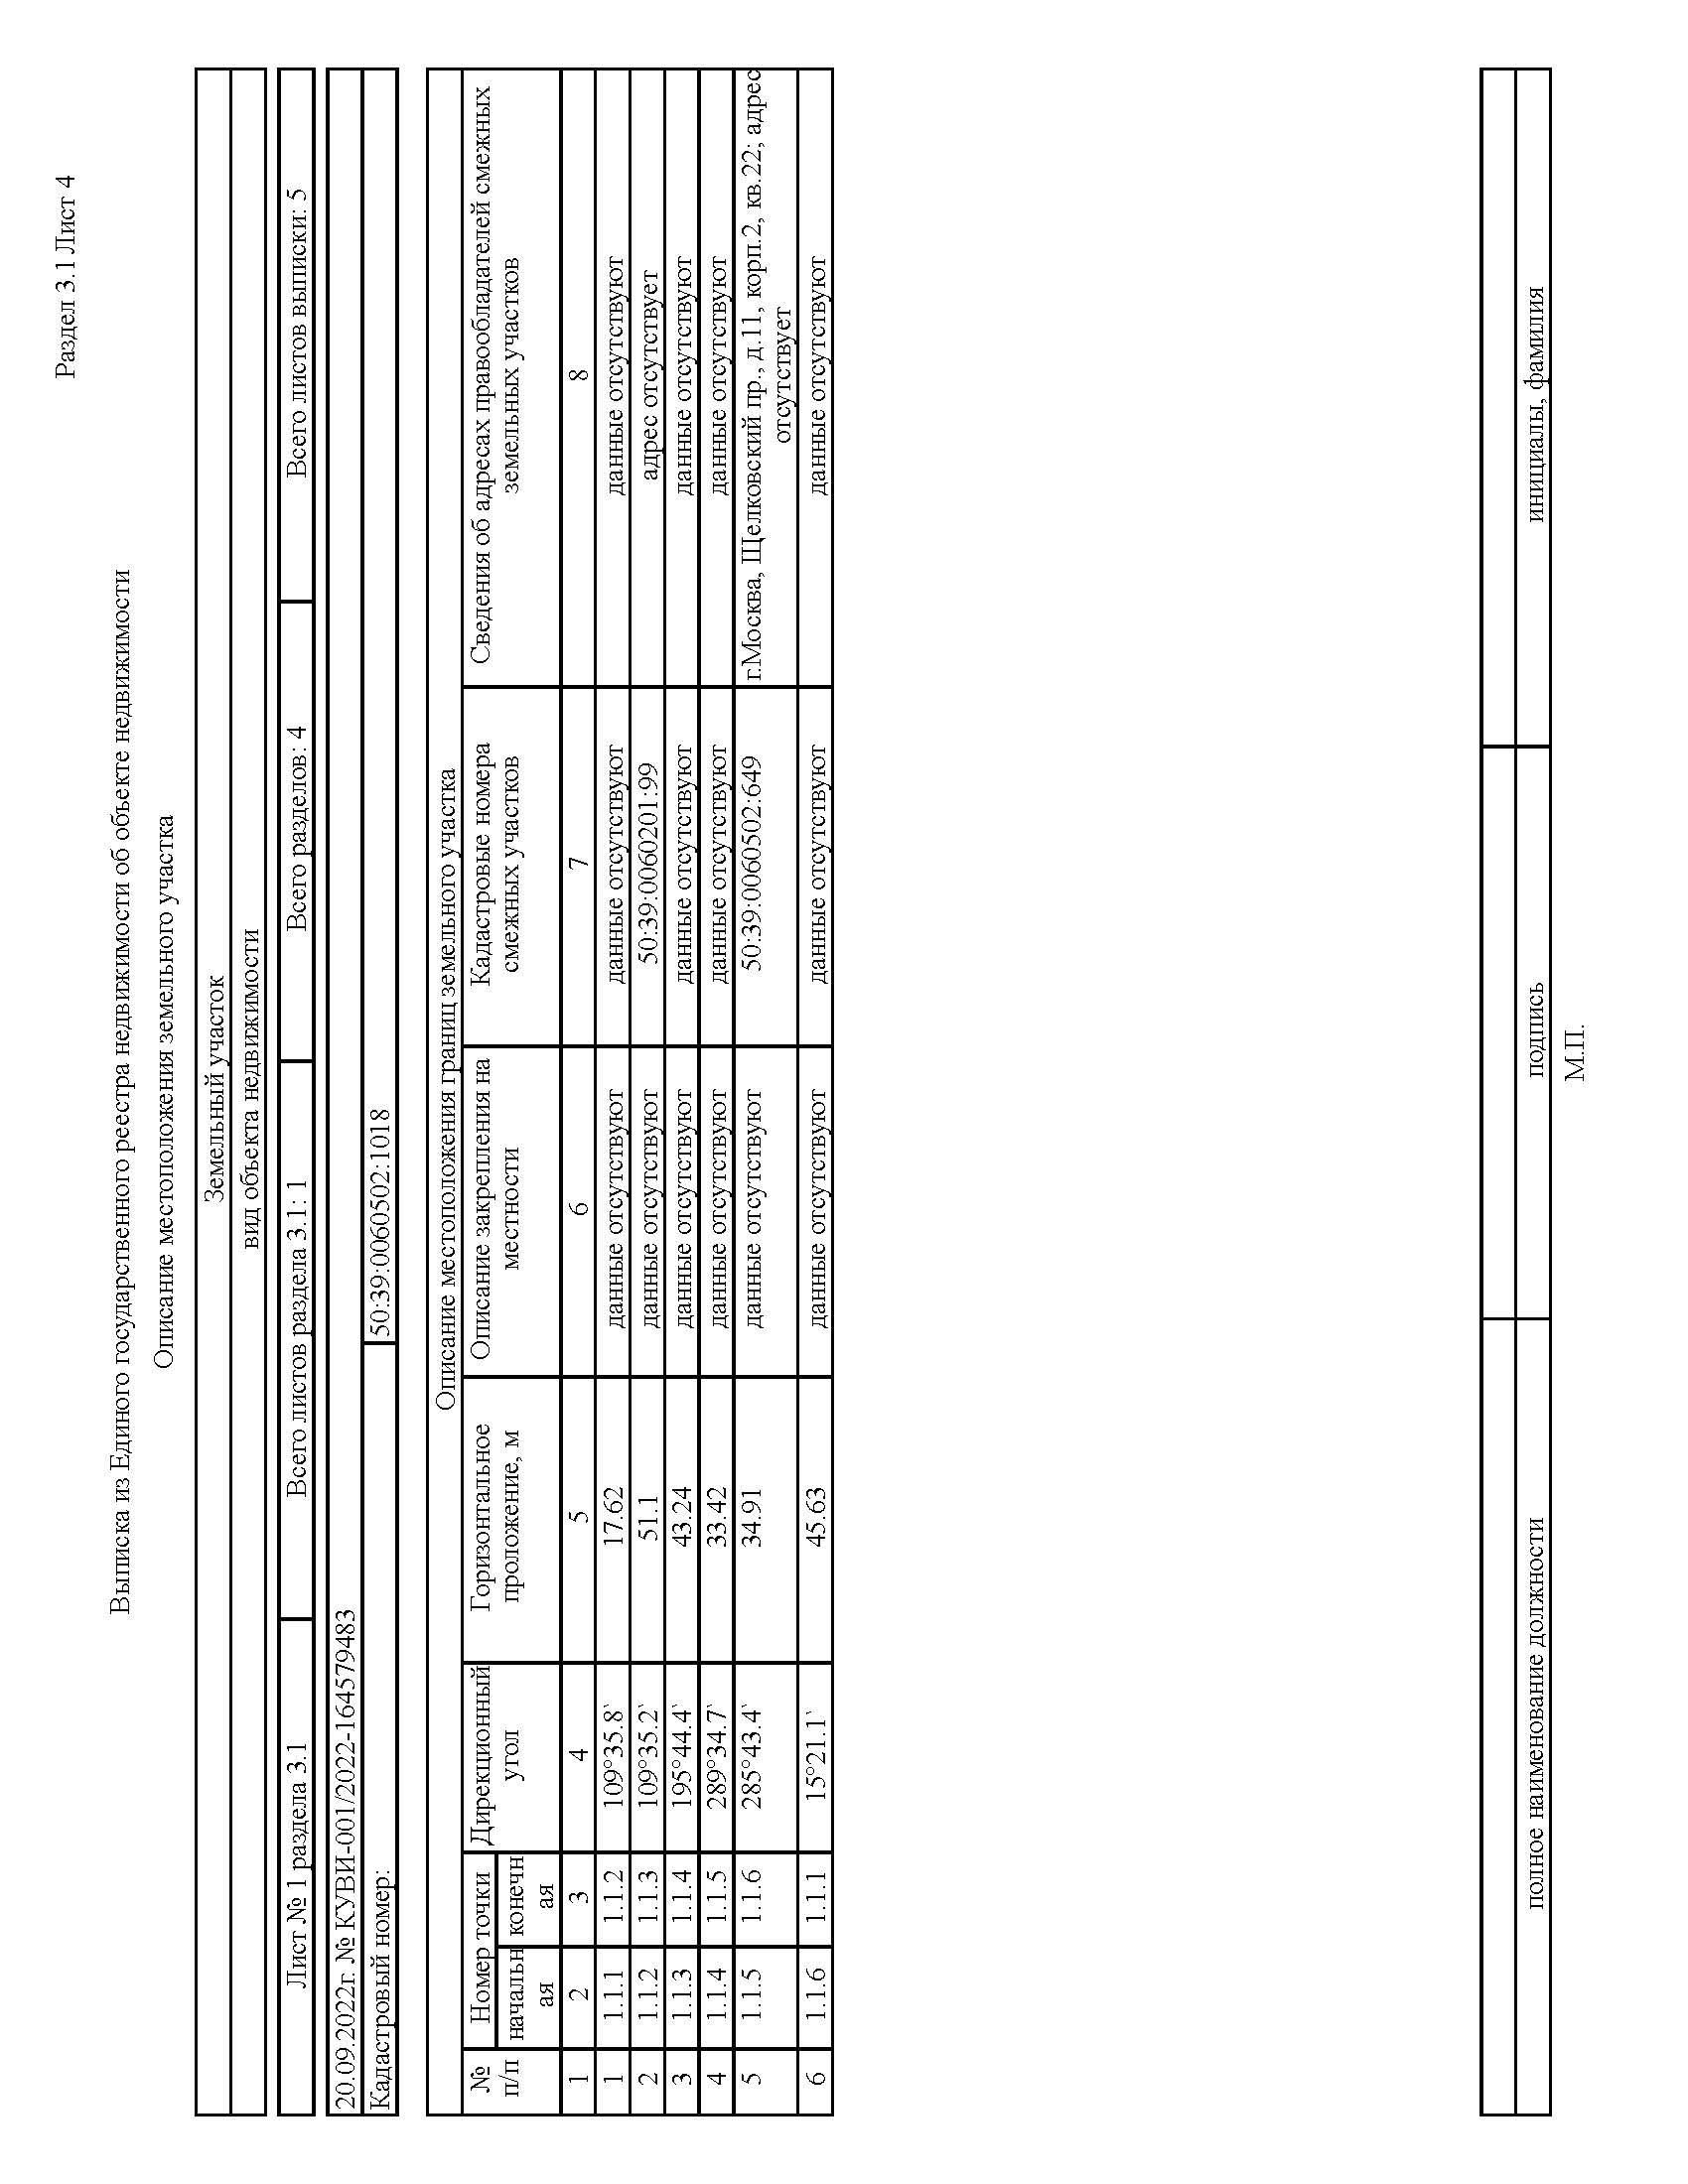 Раздел 3.1 Лист 4
Выписка из Единого государственного реестра недвижимости об объекте недвижимости
Описание местоположения земельного участка
Земельный участок
вид объекта недвижимости
Лист № 1 раздела 3.1 Всего листов раздела 3.1: 1 Всего разделов: 4 Всего листов выписки: 5
20.09.2022г. № КУВИ-001/2022-164579483
Кадастровый номер: 50:39:0060502:1018
Описание местоположения границ земельного участка
№ Номер точки Дирекционный Горизонтальное Описание закрепления на Кадастровые номера Сведения об адресах правообладателей смежных
п/п начальн конечн угол проложение, м местности смежных участков земельных участков
ая ая
1 2 3 4 5 6 7 8
1 1.1.1 1.1.2 109°35.8` 17.62 данные отсутствуют данные отсутствуют данные отсутствуют
2 1.1.2 1.1.3 109°35.2` 51.1 данные отсутствуют 50:39:0060201:99 адрес отсутствует
3 1.1.3 1.1.4 195°44.4` 43.24 данные отсутствуют данные отсутствуют данные отсутствуют
4 1.1.4 1.1.5 289°34.7` 33.42 данные отсутствуют данные отсутствуют данные отсутствуют
5 1.1.5 1.1.6 285°43.4` 34.91 данные отсутствуют 50:39:0060502:649 г.Москва, Щелковский пр., д.11, корп.2, кв.22; адрес
отсутствует
6 1.1.6 1.1.1 15°21.1` 45.63 данные отсутствуют данные отсутствуют данные отсутствуют
полное наименование должности подпись инициалы, фамилия
М.П.